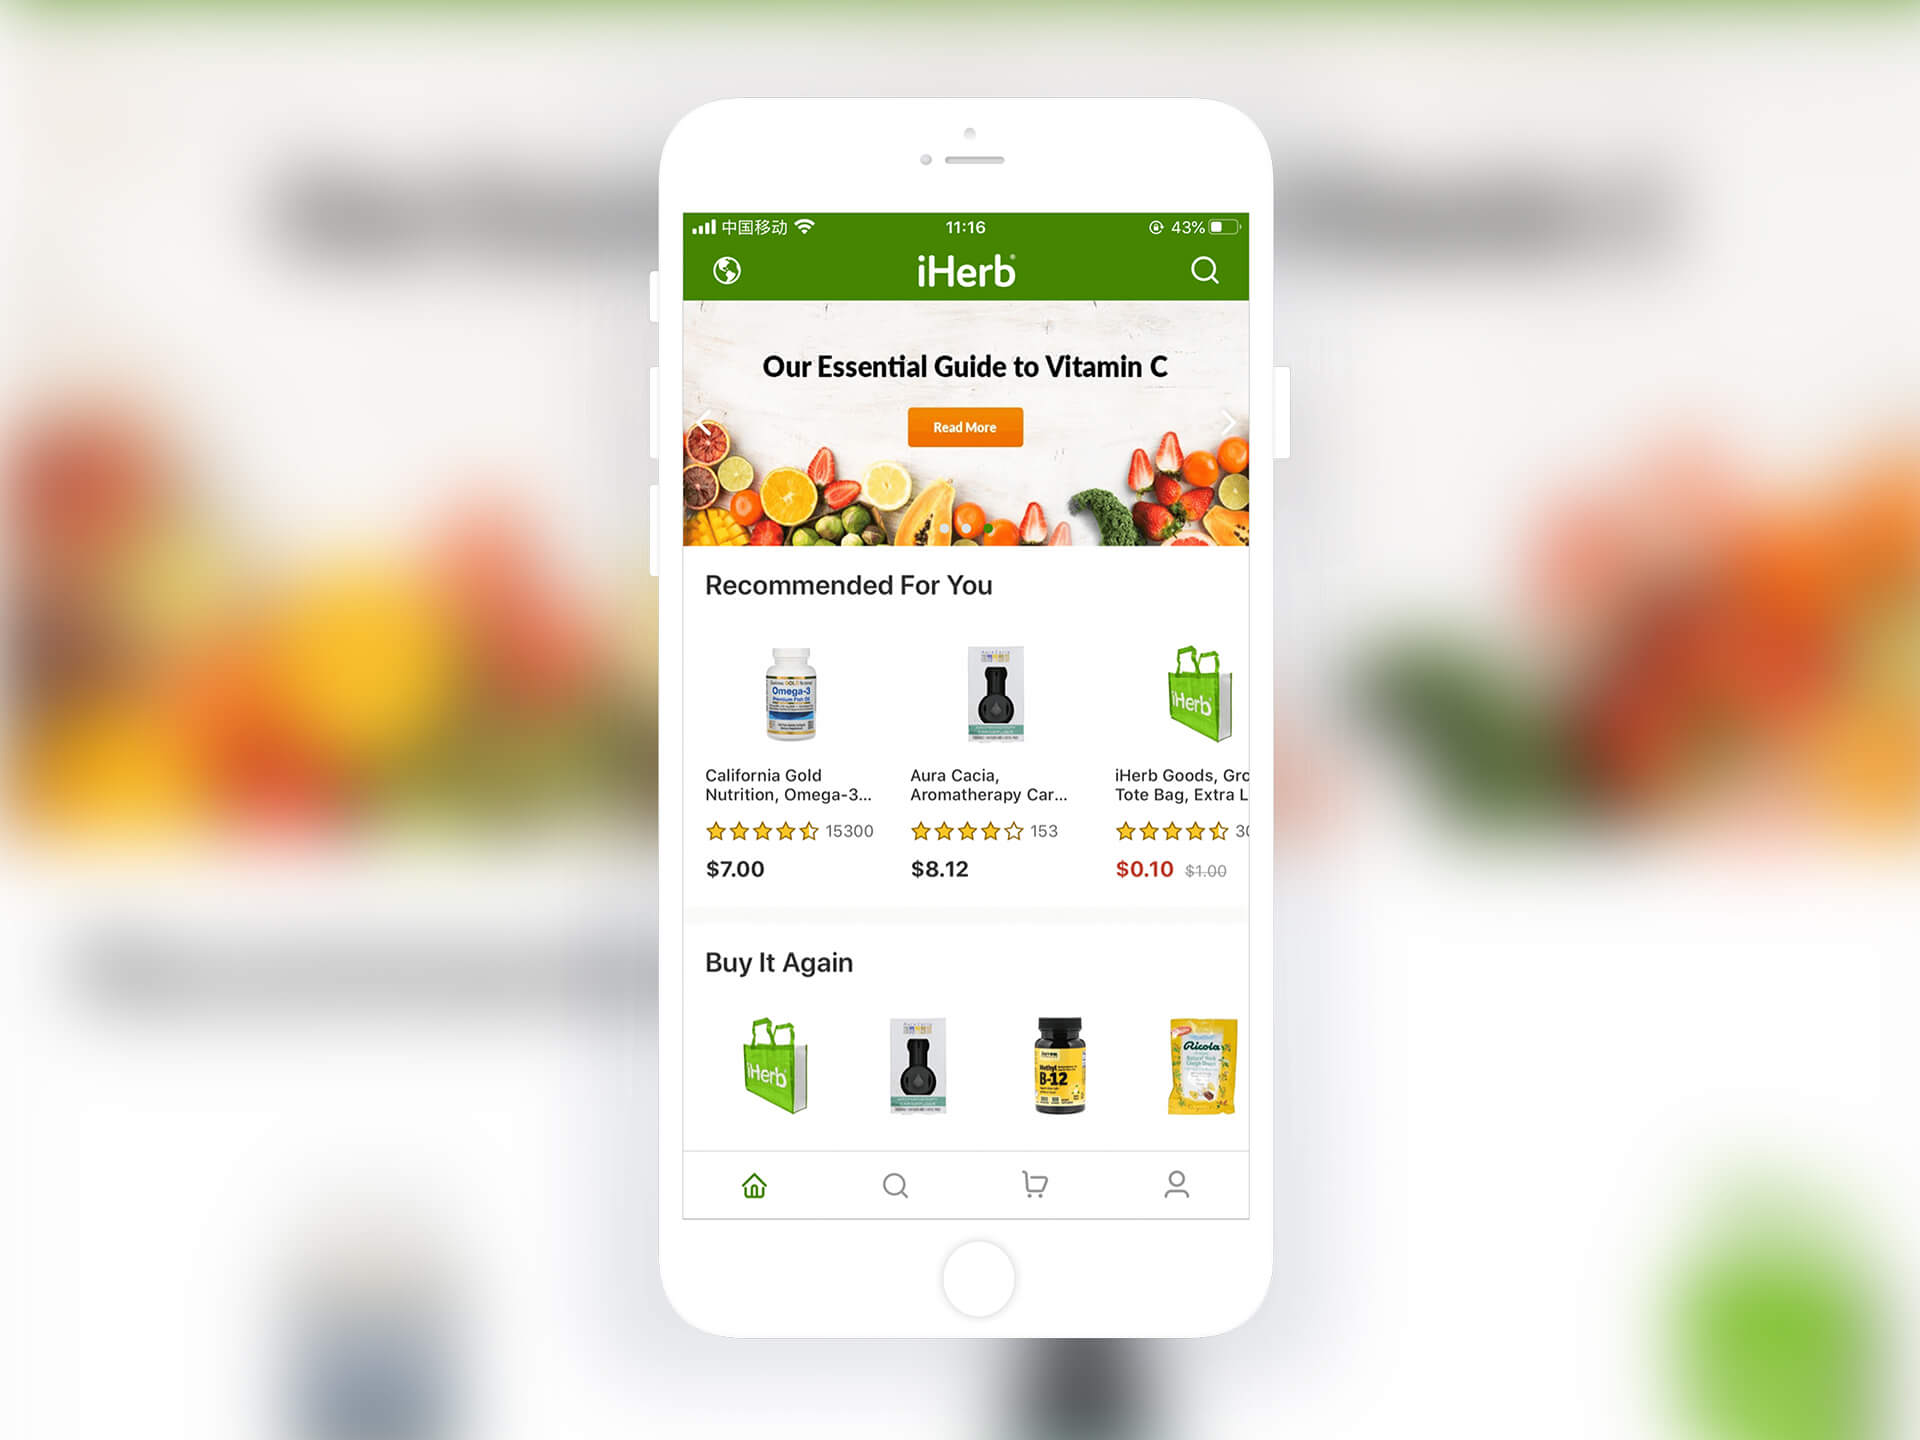 中国移动 11:16 43%
iHerb®
Our Essential Guide to Vitamin C
Read More
Recommended For You
Omega-3
iHerb
California Gold
Nutrition, Omega-3...
Aura Cacia,
Aromatherapy Car...
iHerb Goods, Gro
Tote Bag, Extra L
15300
153
30
$7.00
$8.12
$0.10 $1.00
Buy It Again
iHerb
Methyl
B-12
Ricola